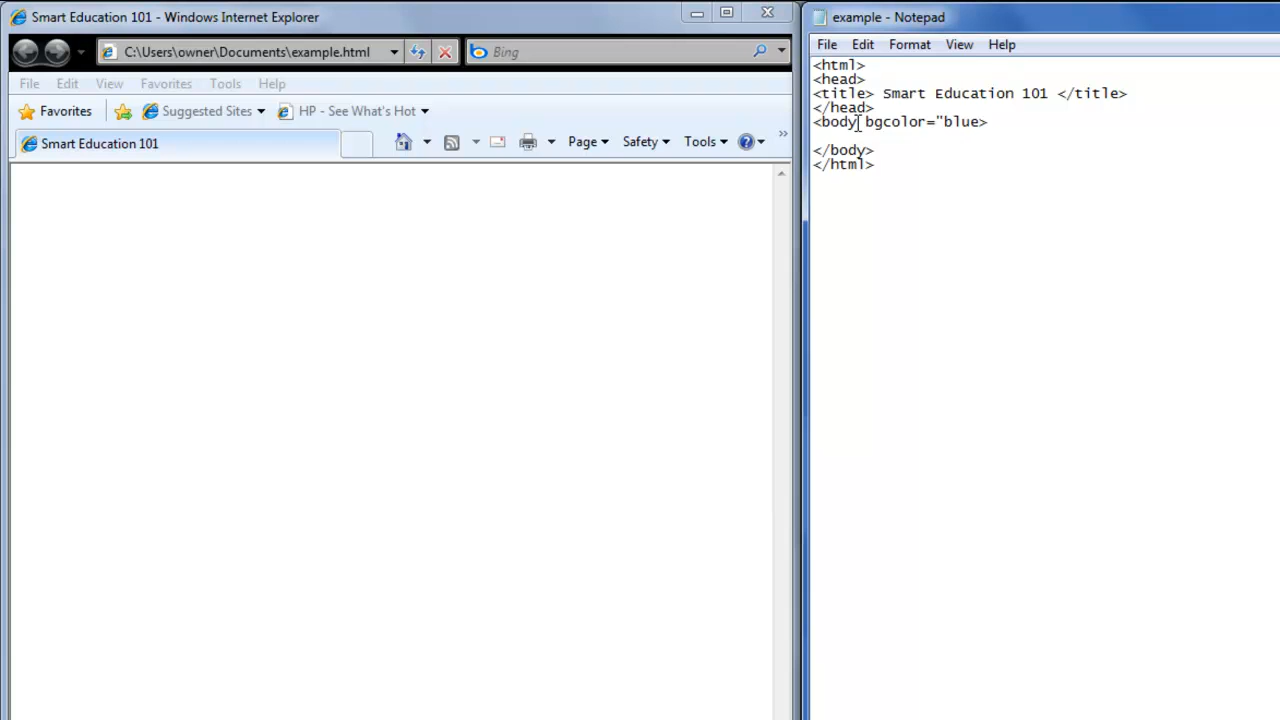 Smart Education 101 - Windows Internet Explorer
C:\Users\owner\Documents\example.html
Bing
File Edit View Favorites Tools Help
Favorites Suggested Sites HP - See What's Hot
Smart Education 101 Page Safety Tools »
example - Notepad
File Edit Format View Help
<html>
<head>
<title> Smart Education 101 </title>
</head>
<body bgcolor="blue>
</body>
</html>